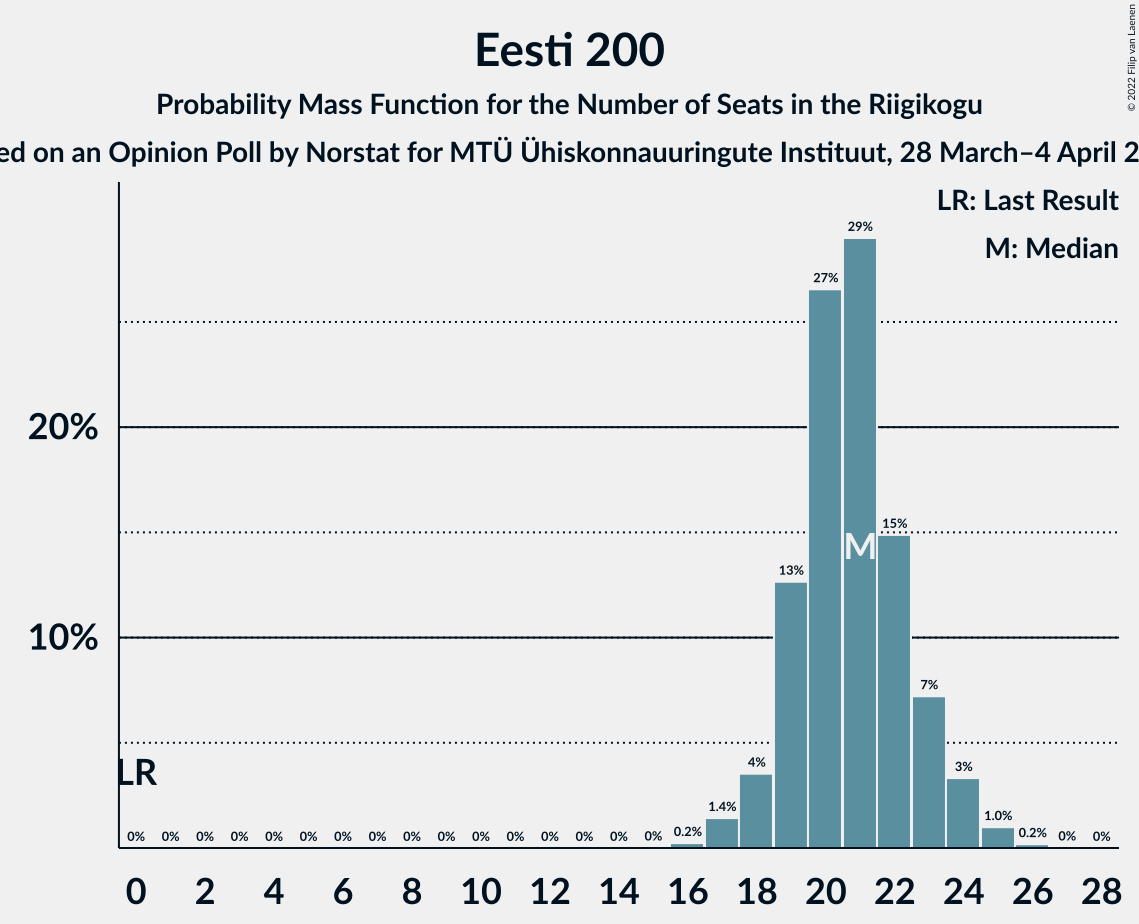 Eesti 200
Probability Mass Function for the Number of Seats in the Riigikogu
on an Opinion Poll by Norstat for MTÜ Ühiskonnauuringute Instituut, 28 March–4 April
© 2022 Filip van Laenen
LR: Last Result
M: Median
29%
27%
20%
15%
M
13%
10%
7%
LR
4%
3%
1.4%
1.0%
0% 0% 0% 0% 0% 0% 0% 0% 0% 0% 0% 0% 0% 0% 0% 0% 0.2% 0.2% 0% 0%
0 2 4 6 8 10 12 14 16 18 20 22 24 26 28